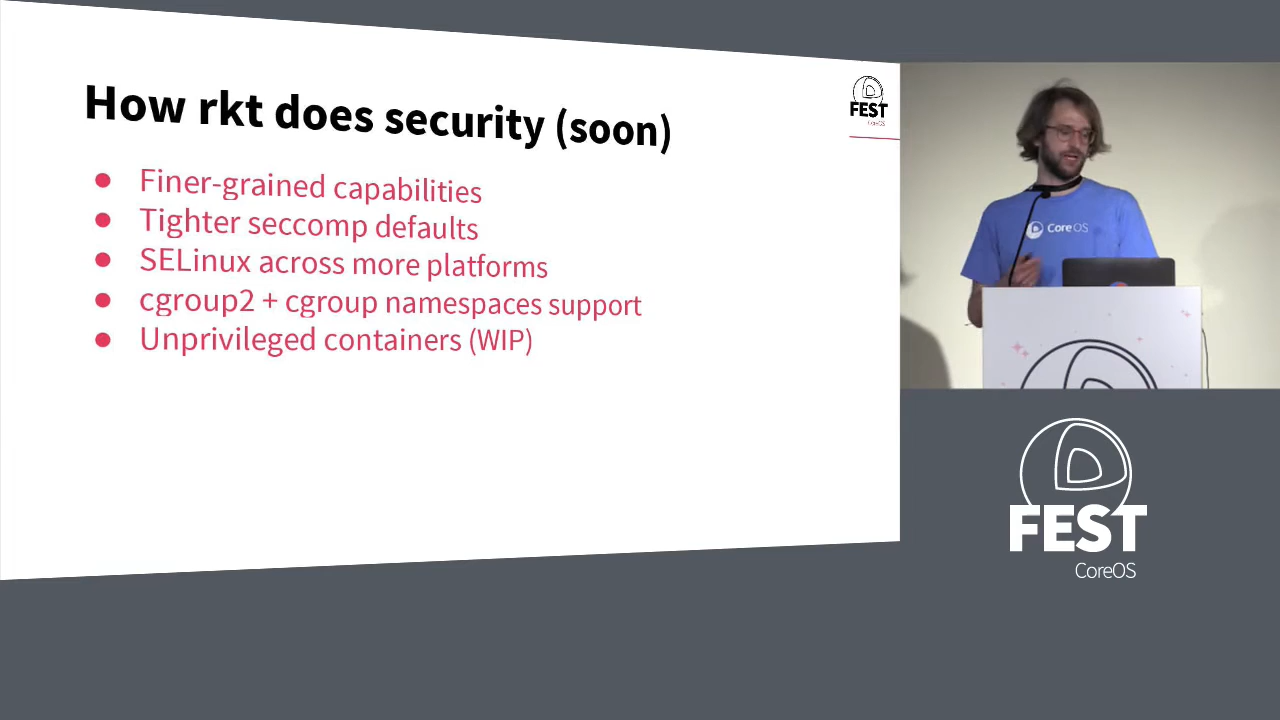 How rkt does security (soon)
FEST
CoreOS
Finer-grained capabilities
Tighter seccomp defaults
SELinux across more platforms
cgroup2 + cgroup namespaces support
Unprivileged containers (WIP)
CoreOS
FEST
CoreOS